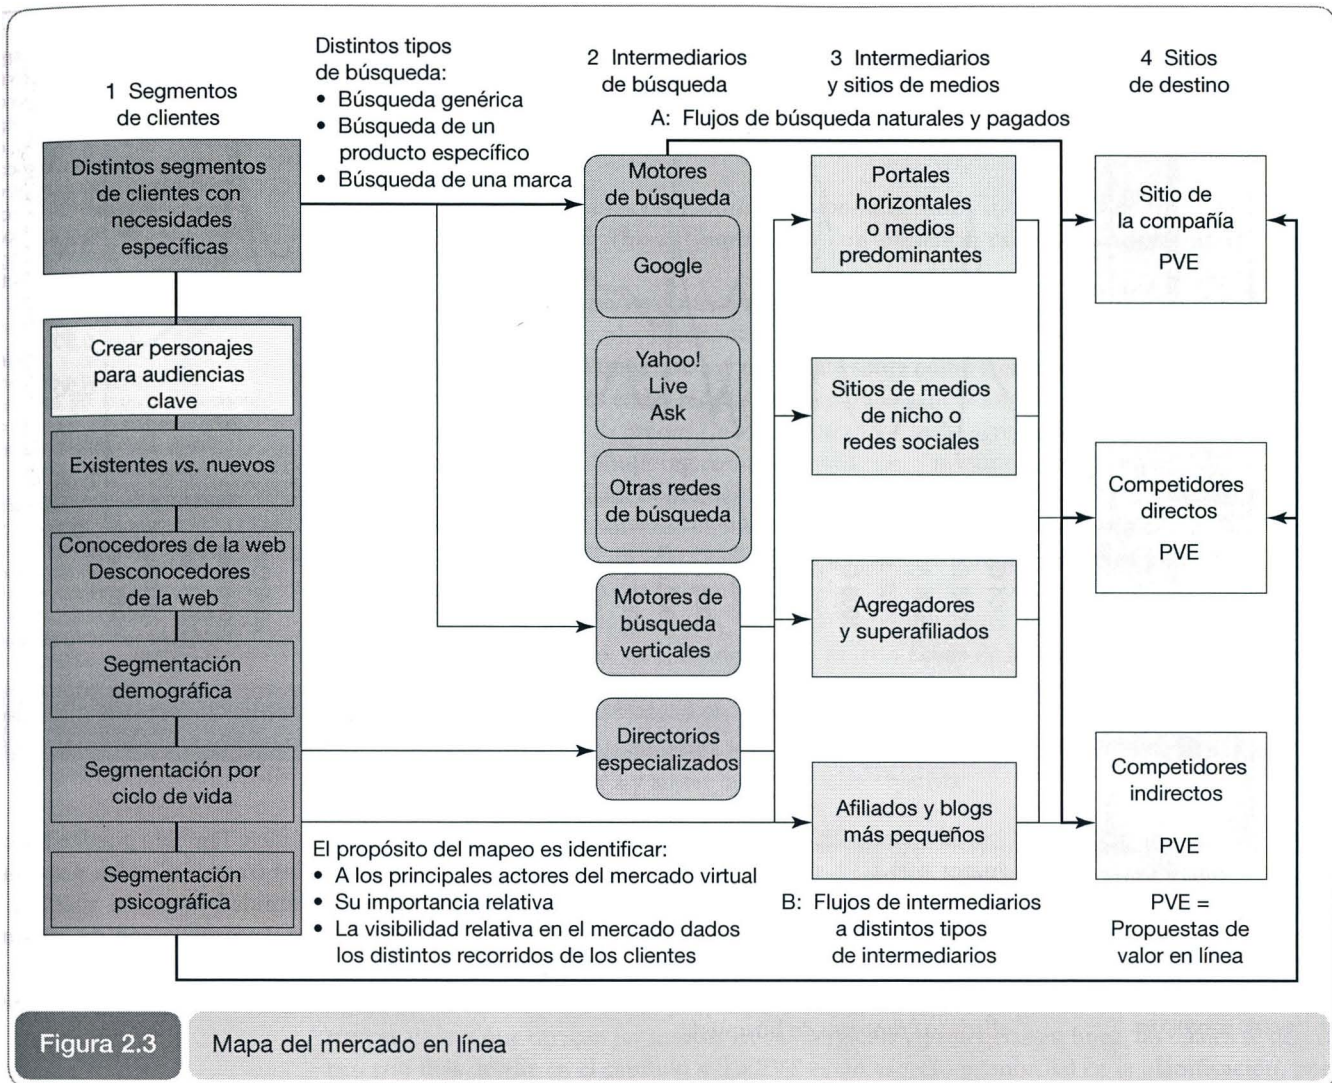 1 Segmentos
de clientes
Distintos segmentos
de clientes con
necesidades
específicas
Crear personajes
para audiencias
clave
Existentes vs. nuevos
Conocedores de la web
Desconocedores
de la web
Segmentación
demográfica
Segmentación por
ciclo de vida
Segmentación
psicográfica
Distintos tipos
de búsqueda:
• Búsqueda genérica
• Búsqueda de un
producto específico
• Búsqueda de una marca
2 Intermediarios
de búsqueda
A: Flujos de búsqueda naturales y pagados
Motores
de búsqueda
Google
Yahoo!
Live
Ask
Otras redes
de búsqueda
Motores de
búsqueda
verticales
Directorios
especializados
El propósito del mapeo es identificar:
• A los principales actores del mercado virtual
• Su importancia relativa
• La visibilidad relativa en el mercado dados
los distintos recorridos de los clientes
3 Intermediarios
y sitios de medios
Portales
horizontales
o medios
predominantes
Sitios de medios
de nicho o
redes sociales
Agregadores
y superafiliados
Afiliados y blogs
más pequeños
B: Flujos de intermediarios
a distintos tipos
de intermediarios
4 Sitios
de destino
Sitio de
la compañía
PVE
Competidores
directos
PVE
Competidores
indirectos
PVE
PVE =
Propuestas de
valor en línea
Figura 2.3
Mapa del mercado en línea